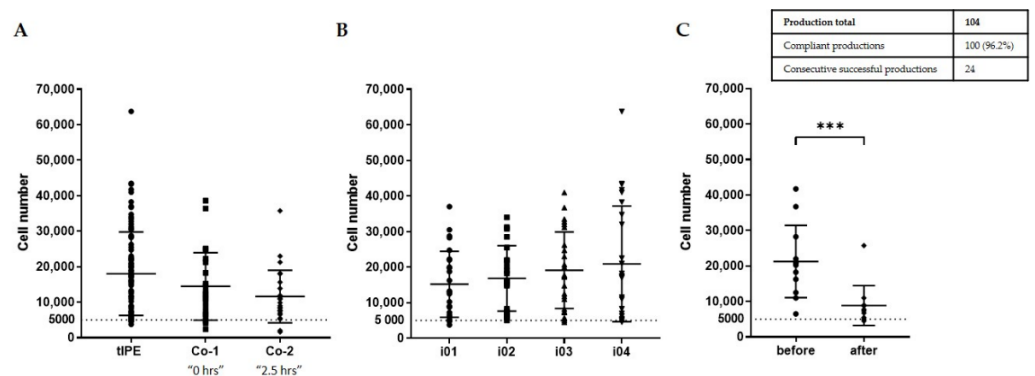 A
B
C
Production total 104
Compliant productions 100 (96.2%)
Consecutive successful productions 24
Cell number
70,000
60,000
50,000
40,000
30,000
20,000
10,000
5000
0
tIPE Co-1 Co-2
"0 hrs" "2.5 hrs"
Cell number
70,000
60,000
50,000
40,000
30,000
20,000
10,000
5 000
0
i01 i02 i03 i04
Cell number
70,000
60,000
50,000
40,000
30,000
20,000
10,000
5000
0
***
before after